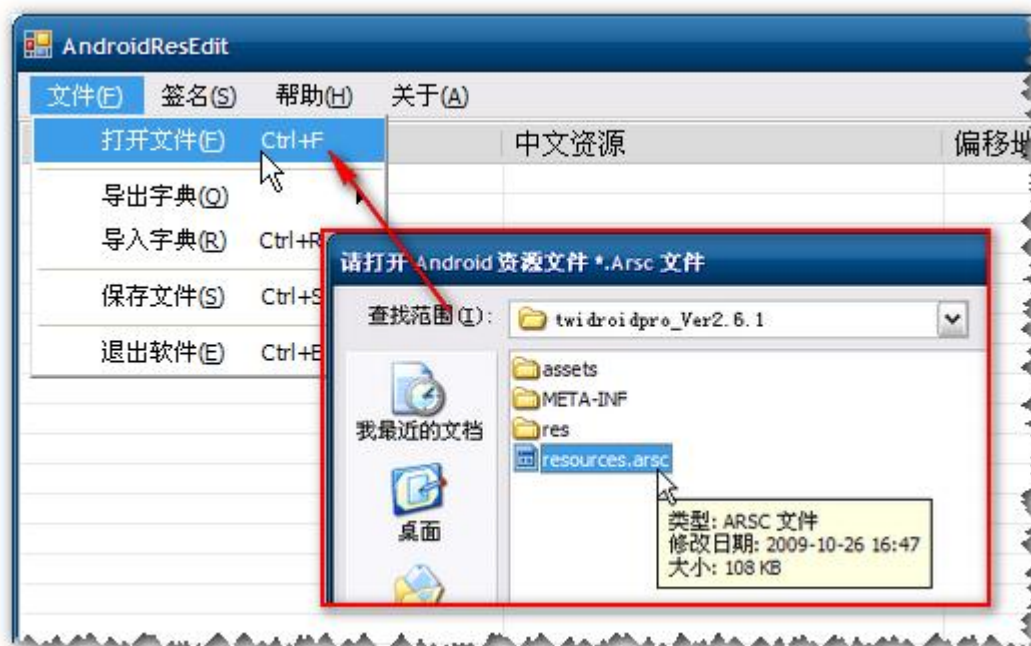 AndroidResEdit
文件(F) 签名(S) 帮助(H) 关于(A)
打开文件(F) Ctrl+F
中文资源
偏移地
导出字典(O)
导入字典(R) Ctrl+R
保存文件(S) Ctrl+S
退出软件(E) Ctrl+E
请打开 Android 资源文件 *.Arsc 文件
查找范围(I):
twidroidpro_Ver2.6.1
我最近的文档
桌面
assets
META-INF
res
resources.arsc
类型: ARSC 文件
修改日期: 2009-10-26 16:47
大小: 108 KB